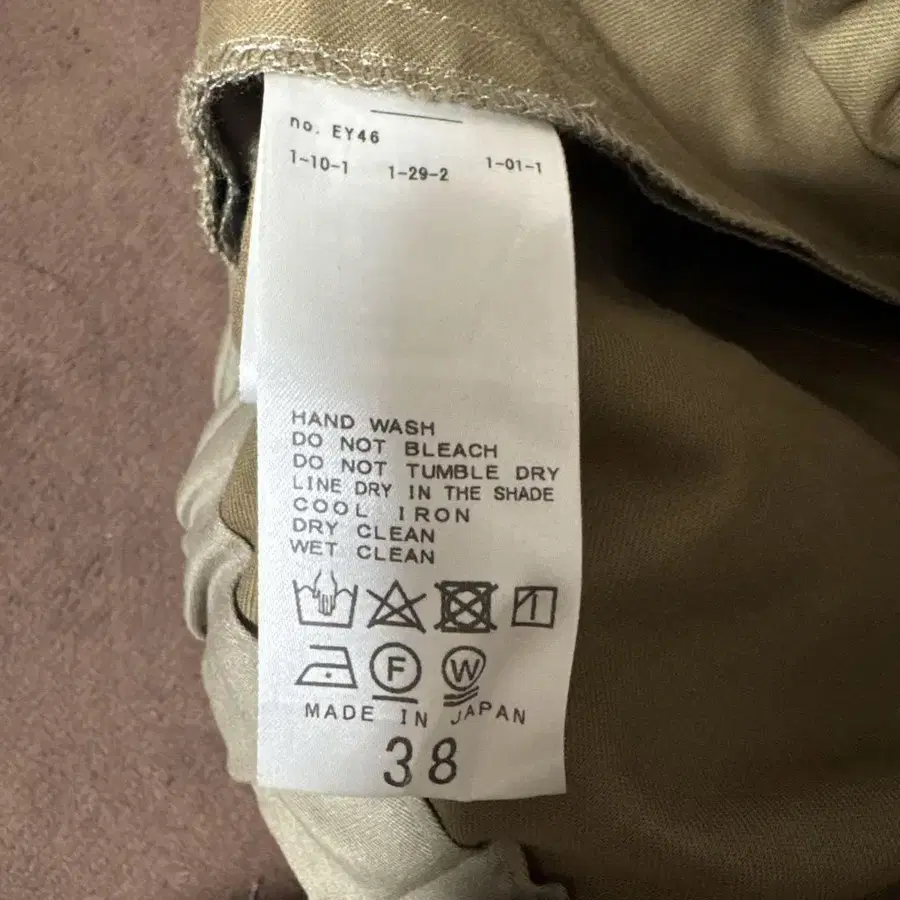 no. EY46
1-10-1 1-29-2 1-01-1
HAND WASH
DO NOT BLEACH
DO NOT TUMBLE DRY
LINE DRY IN THE SHADE
COOL IRON
DRY CLEAN
WET CLEAN
F W
MADE IN JAPAN
38